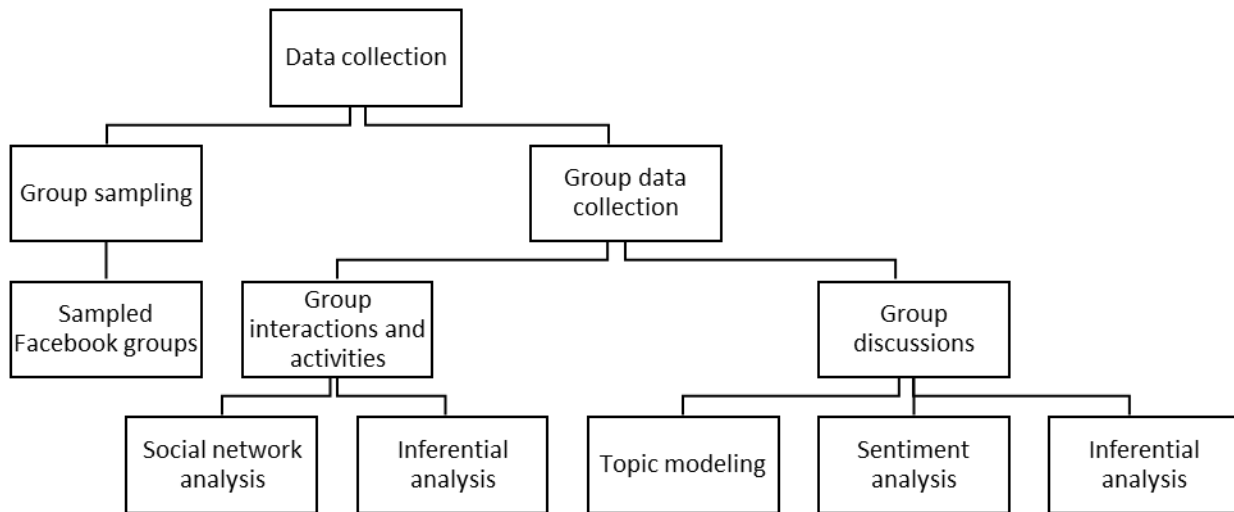 Data collection
Group sampling
Group data
collection
Sampled
Facebook groups
Group
interactions and
activities
Group
discussions
Social network
analysis
Inferential
analysis
Topic modeling
Sentiment
analysis
Inferential
analysis